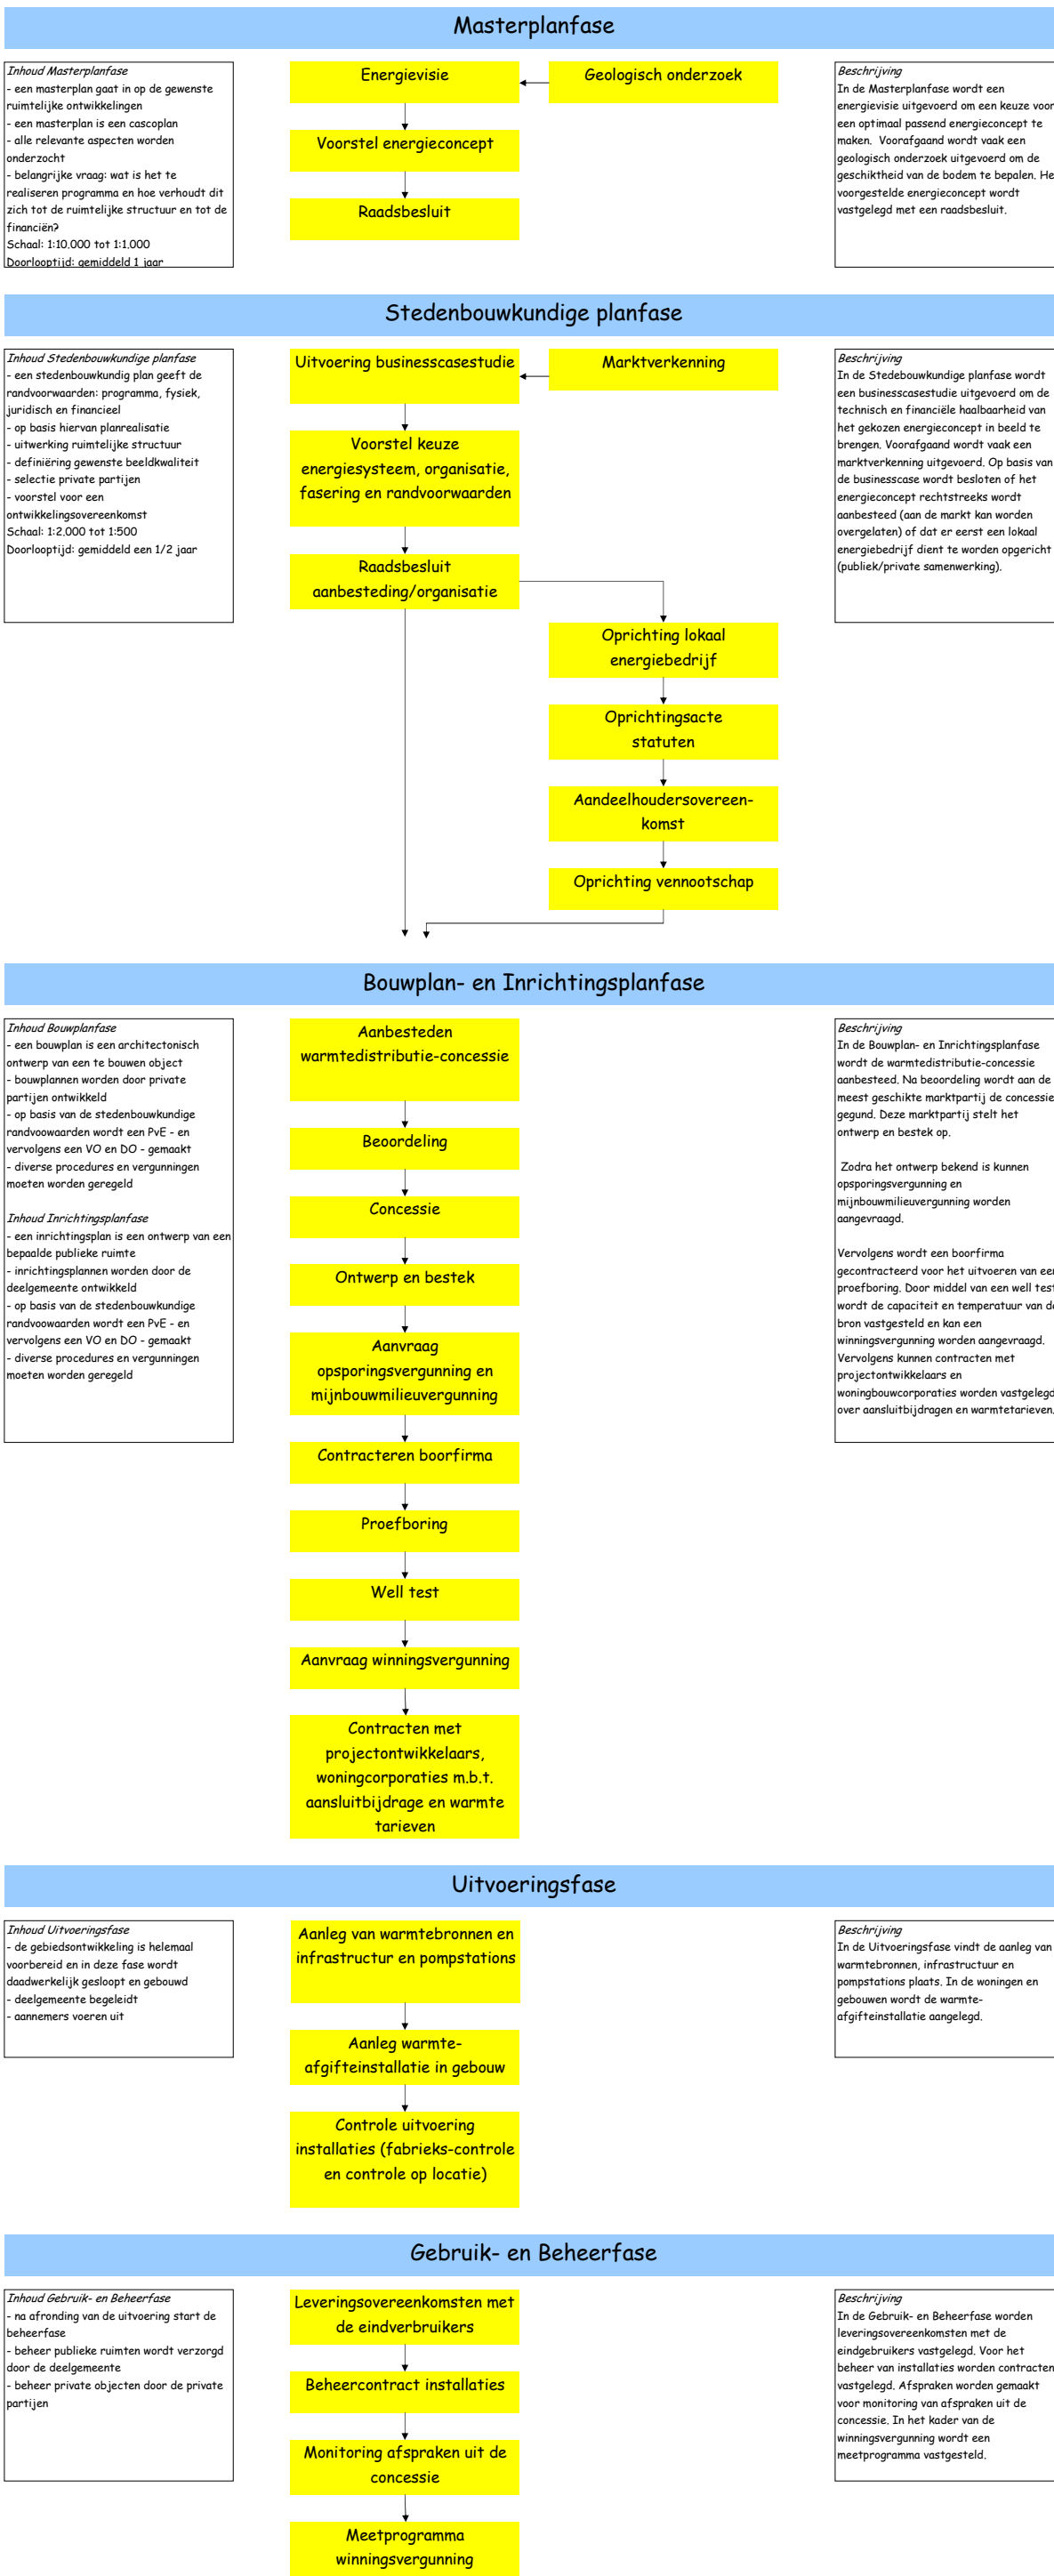 Masterplanfase
Inhoud Masterplanfase
- een masterplan gaat in op de gewenste
ruimtelijke ontwikkelingen
- een masterplan is een cascoplan
- alle relevante aspecten worden
onderzocht
- belangrijke vraag: wat is het te
realiseren programma en hoe verhoudt dit
zich tot de ruimtelijke structuur en tot de
financiën?
Schaal: 1:10.000 tot 1:1.000
Doorlooptijd: gemiddeld 1 jaar
Energievisie
Geologisch onderzoek
Voorstel energieconcept
Raadsbesluit
Beschrijving
In de Masterplanfase wordt een
energievisie uitgevoerd om een keuze voor
een optimaal passend energieconcept te
maken. Voorafgaand wordt vaak een
geologisch onderzoek uitgevoerd om de
geschiktheid van de bodem te bepalen. He
voorgestelde energieconcept wordt
vastgelegd met een raadsbesluit.
Stedenbouwkundige planfase
Inhoud Stedenbouwkundige planfase
- een stedenbouwkundig plan geeft de
randvoorwaarden: programma, fysiek,
juridisch en financieel
- op basis hiervan planrealisatie
- uitwerking ruimtelijke structuur
- definiëring gewenste beeldkwaliteit
- selectie private partijen
- voorstel voor een
ontwikkelingsovereenkomst
Schaal: 1:2.000 tot 1:500
Doorlooptijd: gemiddeld een 1/2 jaar
Uitvoering businesscasestudie
Marktverkenning
Voorstel keuze
energiesysteem, organisatie,
fasering en randvoorwaarden
Raadsbesluit
aanbesteding/organisatie
Oprichting lokaal
energiebedrijf
Oprichtingsacte
statuten
Aandeelhoudersovereen-
komst
Oprichting vennootschap
Beschrijving
In de Stedebouwkundige planfase wordt
een businesscasestudie uitgevoerd om de
technisch en financiële haalbaarheid van
het gekozen energieconcept in beeld te
brengen. Voorafgaand wordt vaak een
marktverkenning uitgevoerd. Op basis van
de businesscase wordt besloten of het
energieconcept rechtstreeks wordt
aanbesteed (aan de markt kan worden
overgelaten) of dat er eerst een lokaal
energiebedrijf dient te worden opgericht
(publiek/private samenwerking).
Bouwplan- en Inrichtingsplanfase
Inhoud Bouwplanfase
- een bouwplan is een architectonisch
ontwerp van een te bouwen object
- bouwplannen worden door private
partijen ontwikkeld
- op basis van de stedenbouwkundige
randvoowaarden wordt een PvE - en
vervolgens een VO en DO - gemaakt
- diverse procedures en vergunningen
moeten worden geregeld
Inhoud Inrichtingsplanfase
- een inrichtingsplan is een ontwerp van een
bepaalde publieke ruimte
- inrichtingsplannen worden door de
deelgemeente ontwikkeld
- op basis van de stedenbouwkundige
randvoowaarden wordt een PvE - en
vervolgens een VO en DO - gemaakt
- diverse procedures en vergunningen
moeten worden geregeld
Aanbesteden
warmtedistributie-concessie
Beoordeling
Concessie
Ontwerp en bestek
Aanvraag
opsporingsvergunning en
mijnbouwmilieuvergunning
Contracteren boorfirma
Proefboring
Well test
Aanvraag winningsvergunning
Contracten met
projectontwikkelaars,
woningcorporaties m.b.t.
aansluitbijdrage en warmte
tarieven
Beschrijving
In de Bouwplan- en Inrichtingsplanfase
wordt de warmtedistributie-concessie
aanbesteed. Na beoordeling wordt aan de
meest geschikte marktpartij de concessie
gegund. Deze marktpartij stelt het
ontwerp en bestek op.
Zodra het ontwerp bekend is kunnen
opsporingsvergunning en
mijnbouwmilieuvergunning worden
aangevraagd.
Vervolgens wordt een boorfirma
gecontracteerd voor het uitvoeren van een
proefboring. Door middel van een well test
wordt de capaciteit en temperatuur van de
bron vastgesteld en kan een
winningsvergunning worden aangevraagd.
Vervolgens kunnen contracten met
projectontwikkelaars en
woningbouwcorporaties worden vastgelegd
over aansluitbijdragen en warmtetarieven.
Uitvoeringsfase
Inhoud Uitvoeringsfase
- de gebiedsontwikkeling is helemaal
voorbereid en in deze fase wordt
daadwerkelijk gesloopt en gebouwd
- deelgemeente begeleidt
- aannemers voeren uit
Aanleg van warmtebronnen en
infrastructur en pompstations
Aanleg warmte-
afgifteinstallatie in gebouw
Controle uitvoering
installaties (fabrieks-controle
en controle op locatie)
Beschrijving
In de Uitvoeringsfase vindt de aanleg van
warmtebronnen, infrastructuur en
pompstations plaats. In de woningen en
gebouwen wordt de warmte-
afgifteinstallatie aangelegd.
Gebruik- en Beheerfase
Inhoud Gebruik- en Beheerfase
- na afronding van de uitvoering start de
beheerfase
- beheer publieke ruimten wordt verzorgd
door de deelgemeente
- beheer private objecten door de private
partijen
Leveringsovereenkomsten met
de eindverbruikers
Beheercontract installaties
Monitoring afspraken uit de
concessie
Meetprogramma
winningsvergunning
Beschrijving
In de Gebruik- en Beheerfase worden
leveringsovereenkomsten met de
eindgebruikers vastgelegd. Voor het
beheer van installaties worden contracten
vastgelegd. Afspraken worden gemaakt
voor monitoring van afspraken uit de
concessie. In het kader van de
winningsvergunning wordt een
meetprogramma vastgesteld.